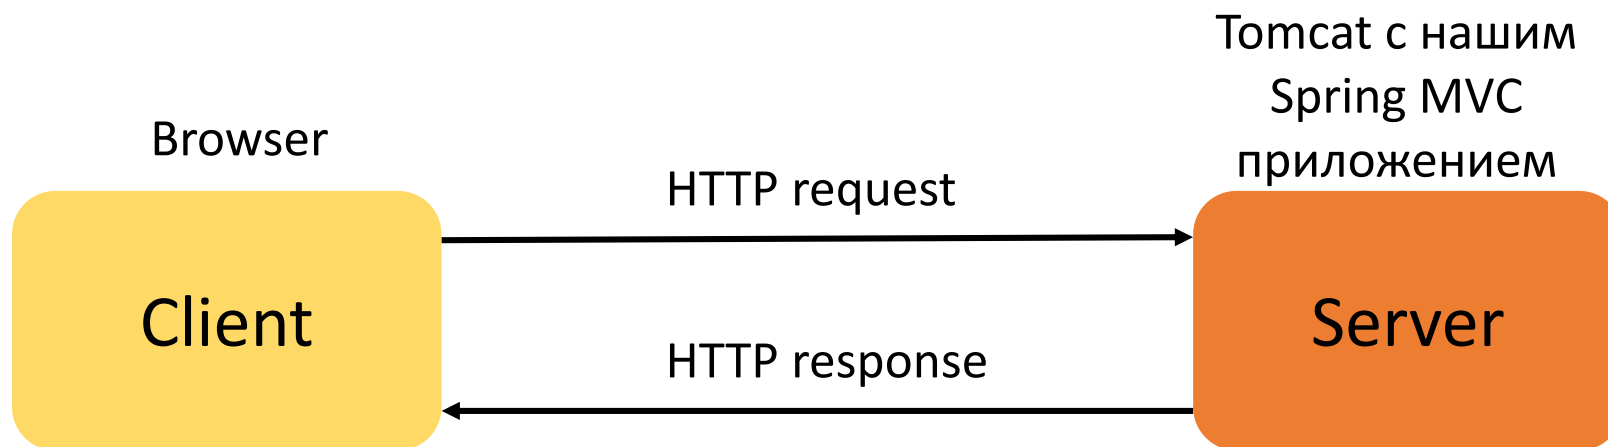 Browser
Client
HTTP request
HTTP response
Tomcat с нашим
Spring MVC
приложением
Server